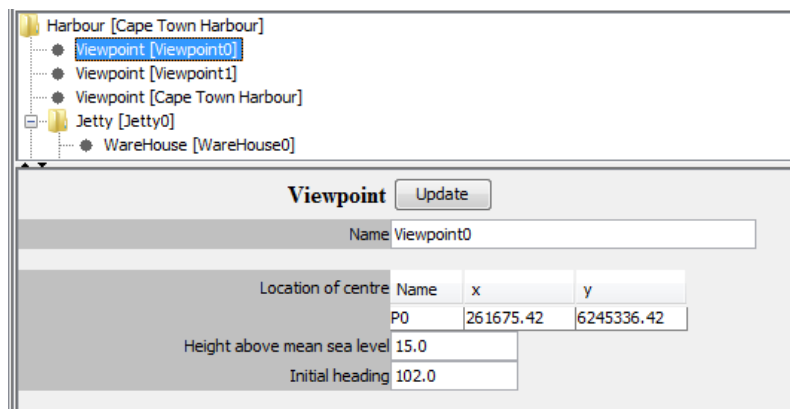 Harbour [Cape Town Harbour]
Viewpoint [Viewpoint0]
Viewpoint [Viewpoint1]
Viewpoint [Cape Town Harbour]
Jetty [Jetty0]
WareHouse [WareHouse0]
Viewpoint Update
Name Viewpoint0
Location of centre Name x y
P0 261675.42 6245336.42
Height above mean sea level 15.0
Initial heading 102.0